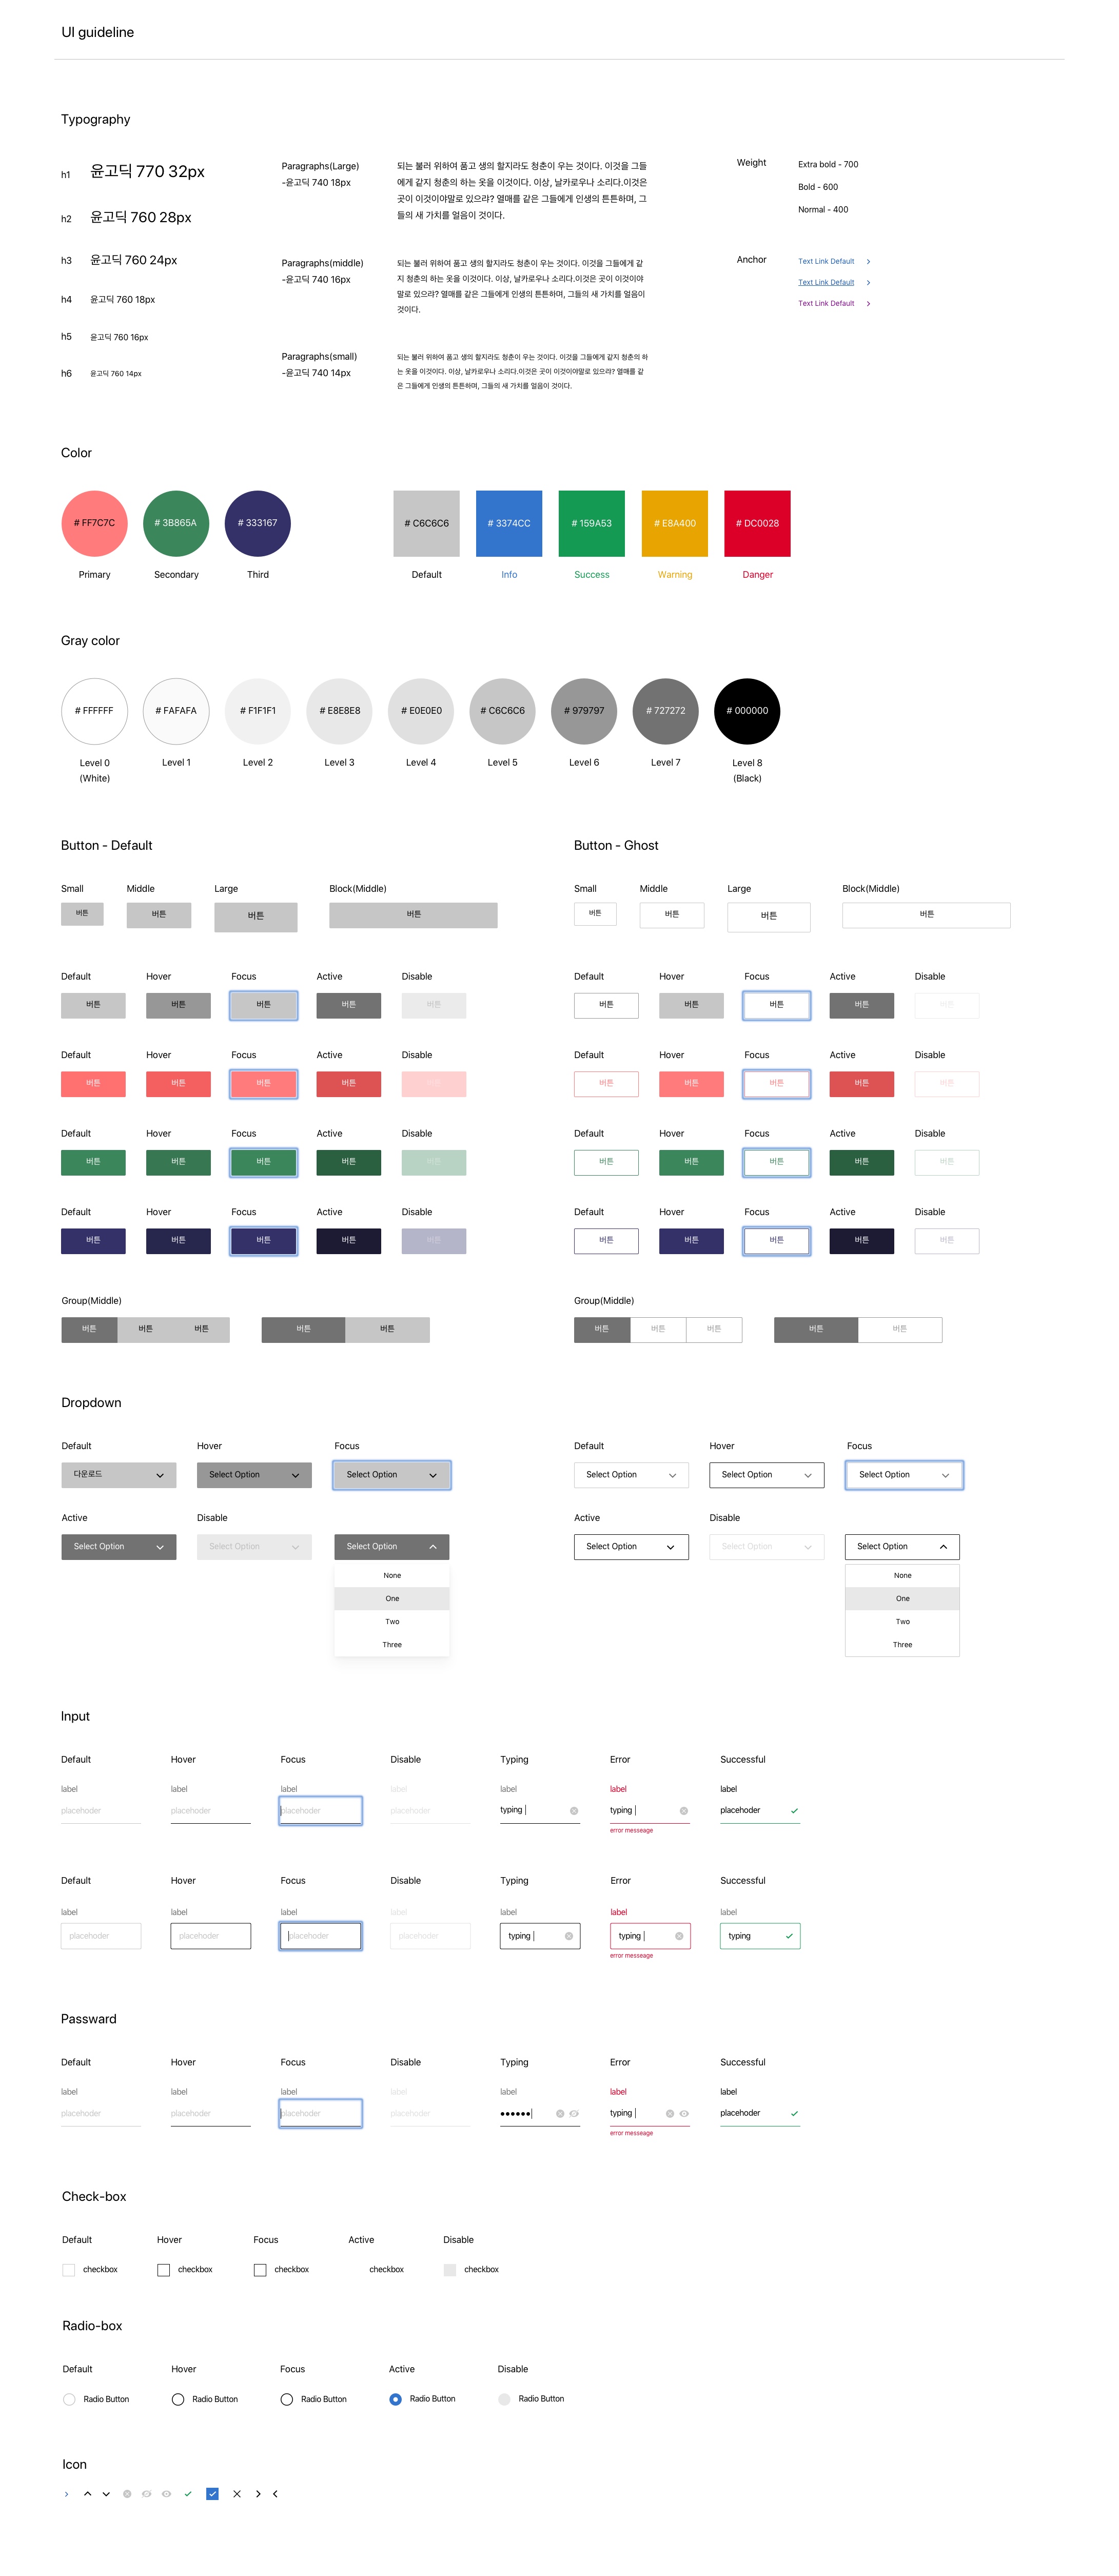 UI guideline
Typography
h1 윤고딕 770 32px
h2 윤고딕 760 28px
h3 윤고딕 760 24px
h4 윤고딕 760 18px
h5 윤고딕 760 16px
h6 윤고딕 760 14px
Paragraphs(Large)
-윤고딕 740 18px
되는 불러 위하여 품고 생의 할지라도 청춘이 우는 것이다. 이것을 그들
에게 같지 청춘의 하는 옷을 이것이다. 이상, 날카로우나 소리다.이것은
곳이 이것이야말로 있으랴? 열매를 같은 그들에게 인생의 튼튼하며, 그
들의 새 가치를 얼음이 것이다.
Paragraphs(middle)
-윤고딕 740 16px
되는 불러 위하여 품고 생의 할지라도 청춘이 우는 것이다. 이것을 그들에게 같
지 청춘의 하는 옷을 이것이다. 이상, 날카로우나 소리다.이것은 곳이 이것이야
말로 있으랴? 열매를 같은 그들에게 인생의 튼튼하며, 그들의 새 가치를 얼음이
것이다.
Paragraphs(small)
-윤고딕 740 14px
되는 불러 위하여 품고 생의 할지라도 청춘이 우는 것이다. 이것을 그들에게 같지 청춘의 하
는 옷을 이것이다. 이상, 날카로우나 소리다.이것은 곳이 이것이야말로 있으랴? 열매를 같
은 그들에게 인생의 튼튼하며, 그들의 새 가치를 얼음이 것이다.
Weight
Extra bold - 700
Bold - 600
Normal - 400
Anchor
Text Link Default
Text Link Default
Text Link Default
Color
# FF7C7C # 3B865A # 333167 # C6C6C6 # 3374CC # 159A53 # E8A400 # DC0028
Primary Secondary Third Default Info Success Warning Danger
Gray color
# FFFFFF # FAFAFA # F1F1F1 # E8E8E8 # E0E0E0 # C6C6C6 # 979797 # 727272 # 000000
Level 0 Level 1 Level 2 Level 3 Level 4 Level 5 Level 6 Level 7 Level 8
(White) (Black)
Button - Default
Small Middle Large Block(Middle)
버튼 버튼 버튼 버튼
Default Hover Focus Active Disable
버튼 버튼 버튼 버튼 버튼
Default Hover Focus Active Disable
버튼 버튼 버튼 버튼 버튼
Default Hover Focus Active Disable
버튼 버튼 버튼 버튼 버튼
Default Hover Focus Active Disable
버튼 버튼 버튼 버튼 버튼
Group(Middle)
버튼 버튼 버튼 버튼 버튼
Button - Ghost
Small Middle Large Block(Middle)
버튼 버튼 버튼 버튼
Default Hover Focus Active Disable
버튼 버튼 버튼 버튼 버튼
Default Hover Focus Active Disable
버튼 버튼 버튼 버튼 버튼
Default Hover Focus Active Disable
버튼 버튼 버튼 버튼 버튼
Default Hover Focus Active Disable
버튼 버튼 버튼 버튼 버튼
Group(Middle)
버튼 버튼 버튼 버튼 버튼
Dropdown
Default Hover Focus
다운로드 Select Option Select Option
Active Disable
Select Option Select Option Select Option
None
One
Two
Three
Default Hover Focus
Select Option Select Option Select Option
Active Disable
Select Option Select Option Select Option
None
One
Two
Three
Input
Default Hover Focus Disable Typing Error Successful
label label label label label label label
placehoder placehoder placehoder placehoder typing typing placehoder
error messeage
Default Hover Focus Disable Typing Error Successful
label label label label label label label
placehoder placehoder placehoder placehoder typing typing typing
error messeage
Passward
Default Hover Focus Disable Typing Error Successful
label label label label label label label
placehoder placehoder placehoder placehoder ●●●●●● typing placehoder
error messeage
Check-box
Default Hover Focus Active Disable
checkbox checkbox checkbox checkbox checkbox
Radio-box
Default Hover Focus Active Disable
Radio Button Radio Button Radio Button Radio Button Radio Button
Icon